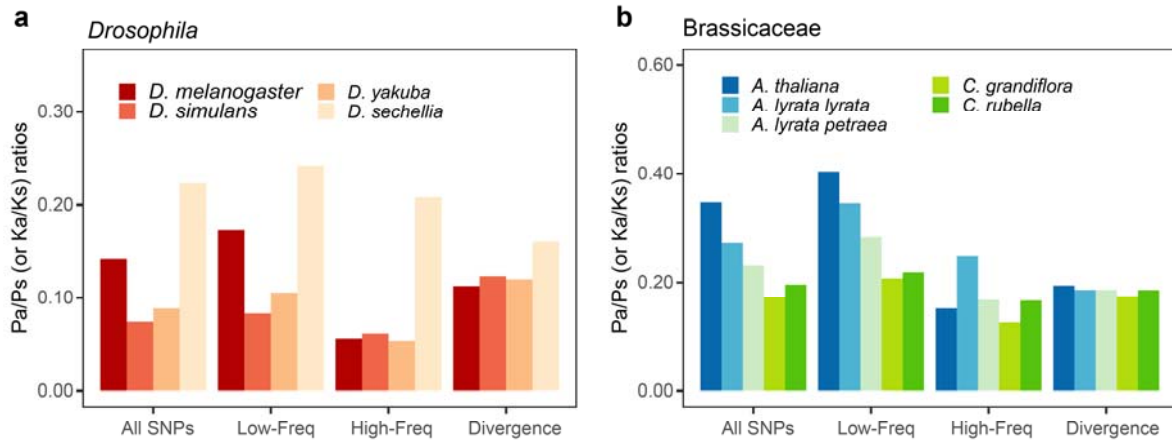 a
Drosophila
Pa/Ps (or Ka/Ks) ratios
0.30
0.20
0.10
0.00
D. melanogaster
D. simulans
D. yakuba
D. sechellia
All SNPs Low-Freq High-Freq Divergence
b
Brassicaceae
Pa/Ps (or Ka/Ks) ratios
0.60
0.40
0.20
0.00
A. thaliana
A. lyrata lyrata
A. lyrata petraea
C. grandiflora
C. rubella
All SNPs Low-Freq High-Freq Divergence